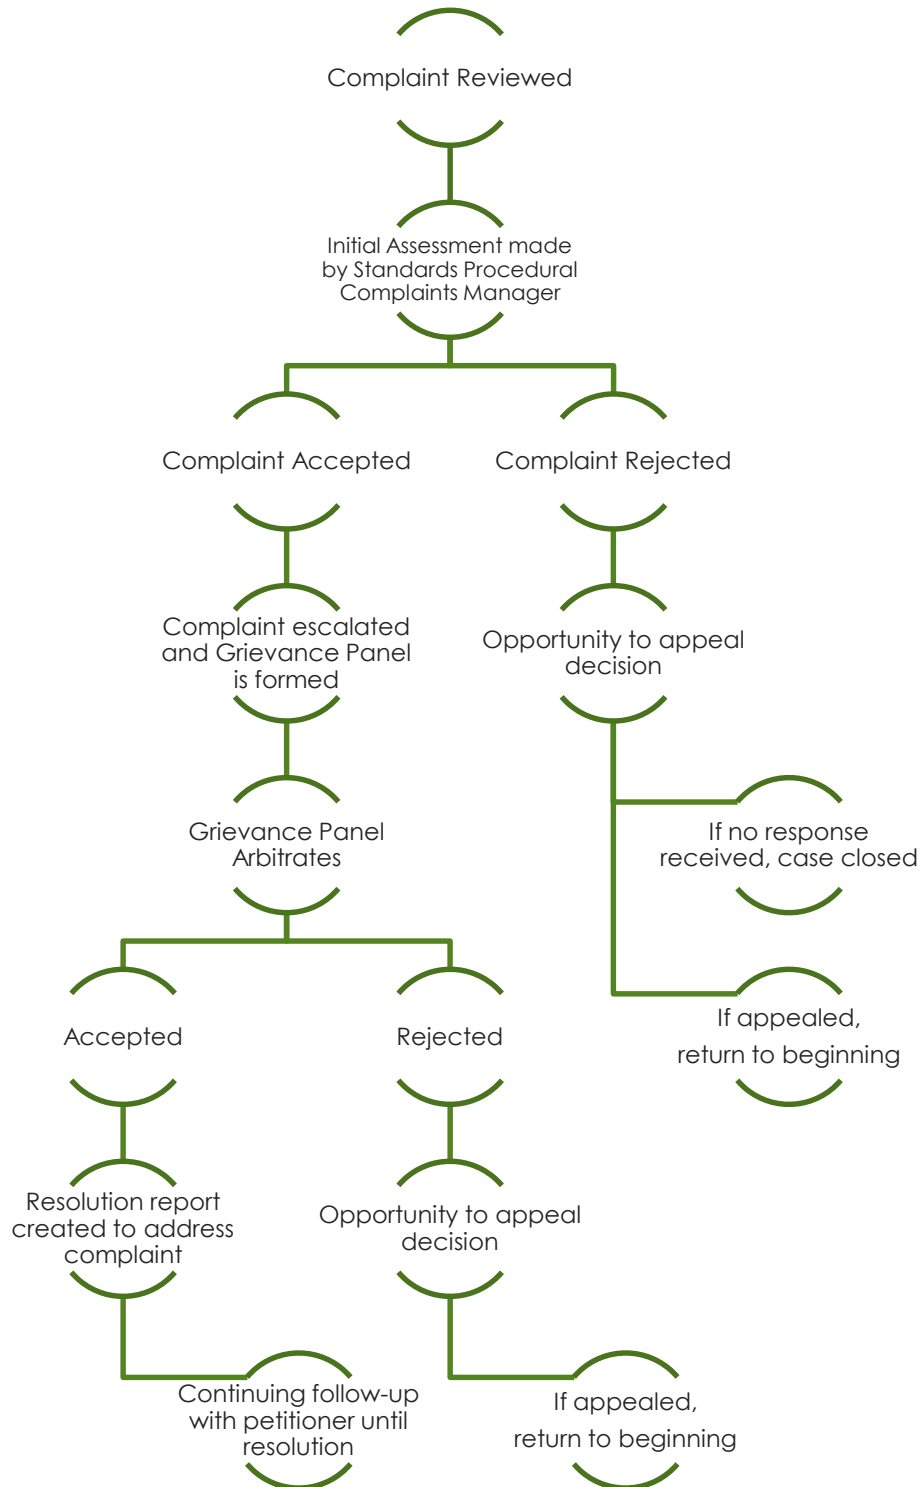 Complaint Reviewed
Initial Assessment made
by Standards Procedural
Complaints Manager
Complaint Accepted
Complaint Rejected
Complaint escalated
and Grievance Panel
is formed
Opportunity to appeal
decision
Grievance Panel
Arbitrates
If no response
received, case closed
Accepted
Rejected
If appealed,
return to beginning
Resolution report
created to address
complaint
Opportunity to appeal
decision
Continuing follow-up
with petitioner until
resolution
If appealed,
return to beginning